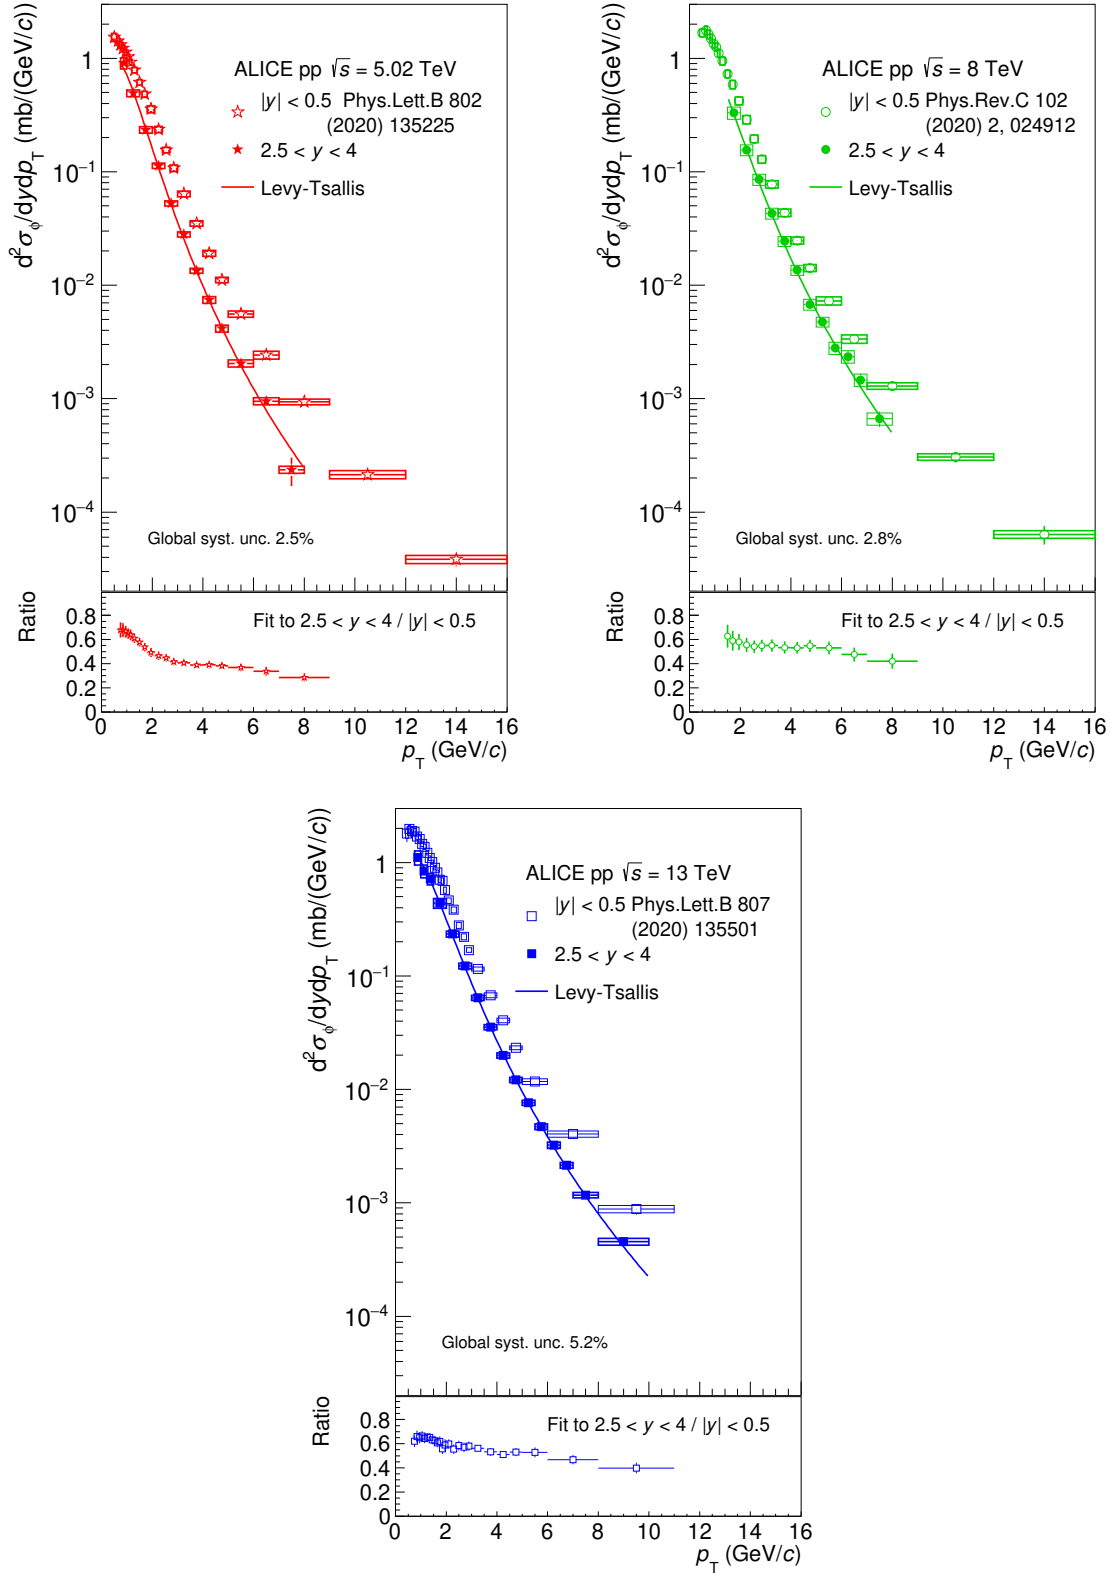 d²σ_ϕ/dydp_T (mb/(GeV/c))
1
10⁻¹
10⁻²
10⁻³
10⁻⁴
ALICE pp √s = 5.02 TeV
|y| < 0.5 Phys.Lett.B 802
(2020) 135225
2.5 < y < 4
Levy-Tsallis
Global syst. unc. 2.5%
Ratio
0.8
0.6
0.4
0.2
0
Fit to 2.5 < y < 4 / |y| < 0.5
0 2 4 6 8 10 12 14 16
p_T (GeV/c)
d²σ_ϕ/dydp_T (mb/(GeV/c))
1
10⁻¹
10⁻²
10⁻³
10⁻⁴
ALICE pp √s = 8 TeV
|y| < 0.5 Phys.Rev.C 102
(2020) 2, 024912
2.5 < y < 4
Levy-Tsallis
Global syst. unc. 2.8%
Ratio
0.8
0.6
0.4
0.2
0
Fit to 2.5 < y < 4 / |y| < 0.5
0 2 4 6 8 10 12 14 16
p_T (GeV/c)
d²σ_ϕ/dydp_T (mb/(GeV/c))
1
10⁻¹
10⁻²
10⁻³
10⁻⁴
ALICE pp √s = 13 TeV
|y| < 0.5 Phys.Lett.B 807
(2020) 135501
2.5 < y < 4
Levy-Tsallis
Global syst. unc. 5.2%
Ratio
0.8
0.6
0.4
0.2
0
Fit to 2.5 < y < 4 / |y| < 0.5
0 2 4 6 8 10 12 14 16
p_T (GeV/c)